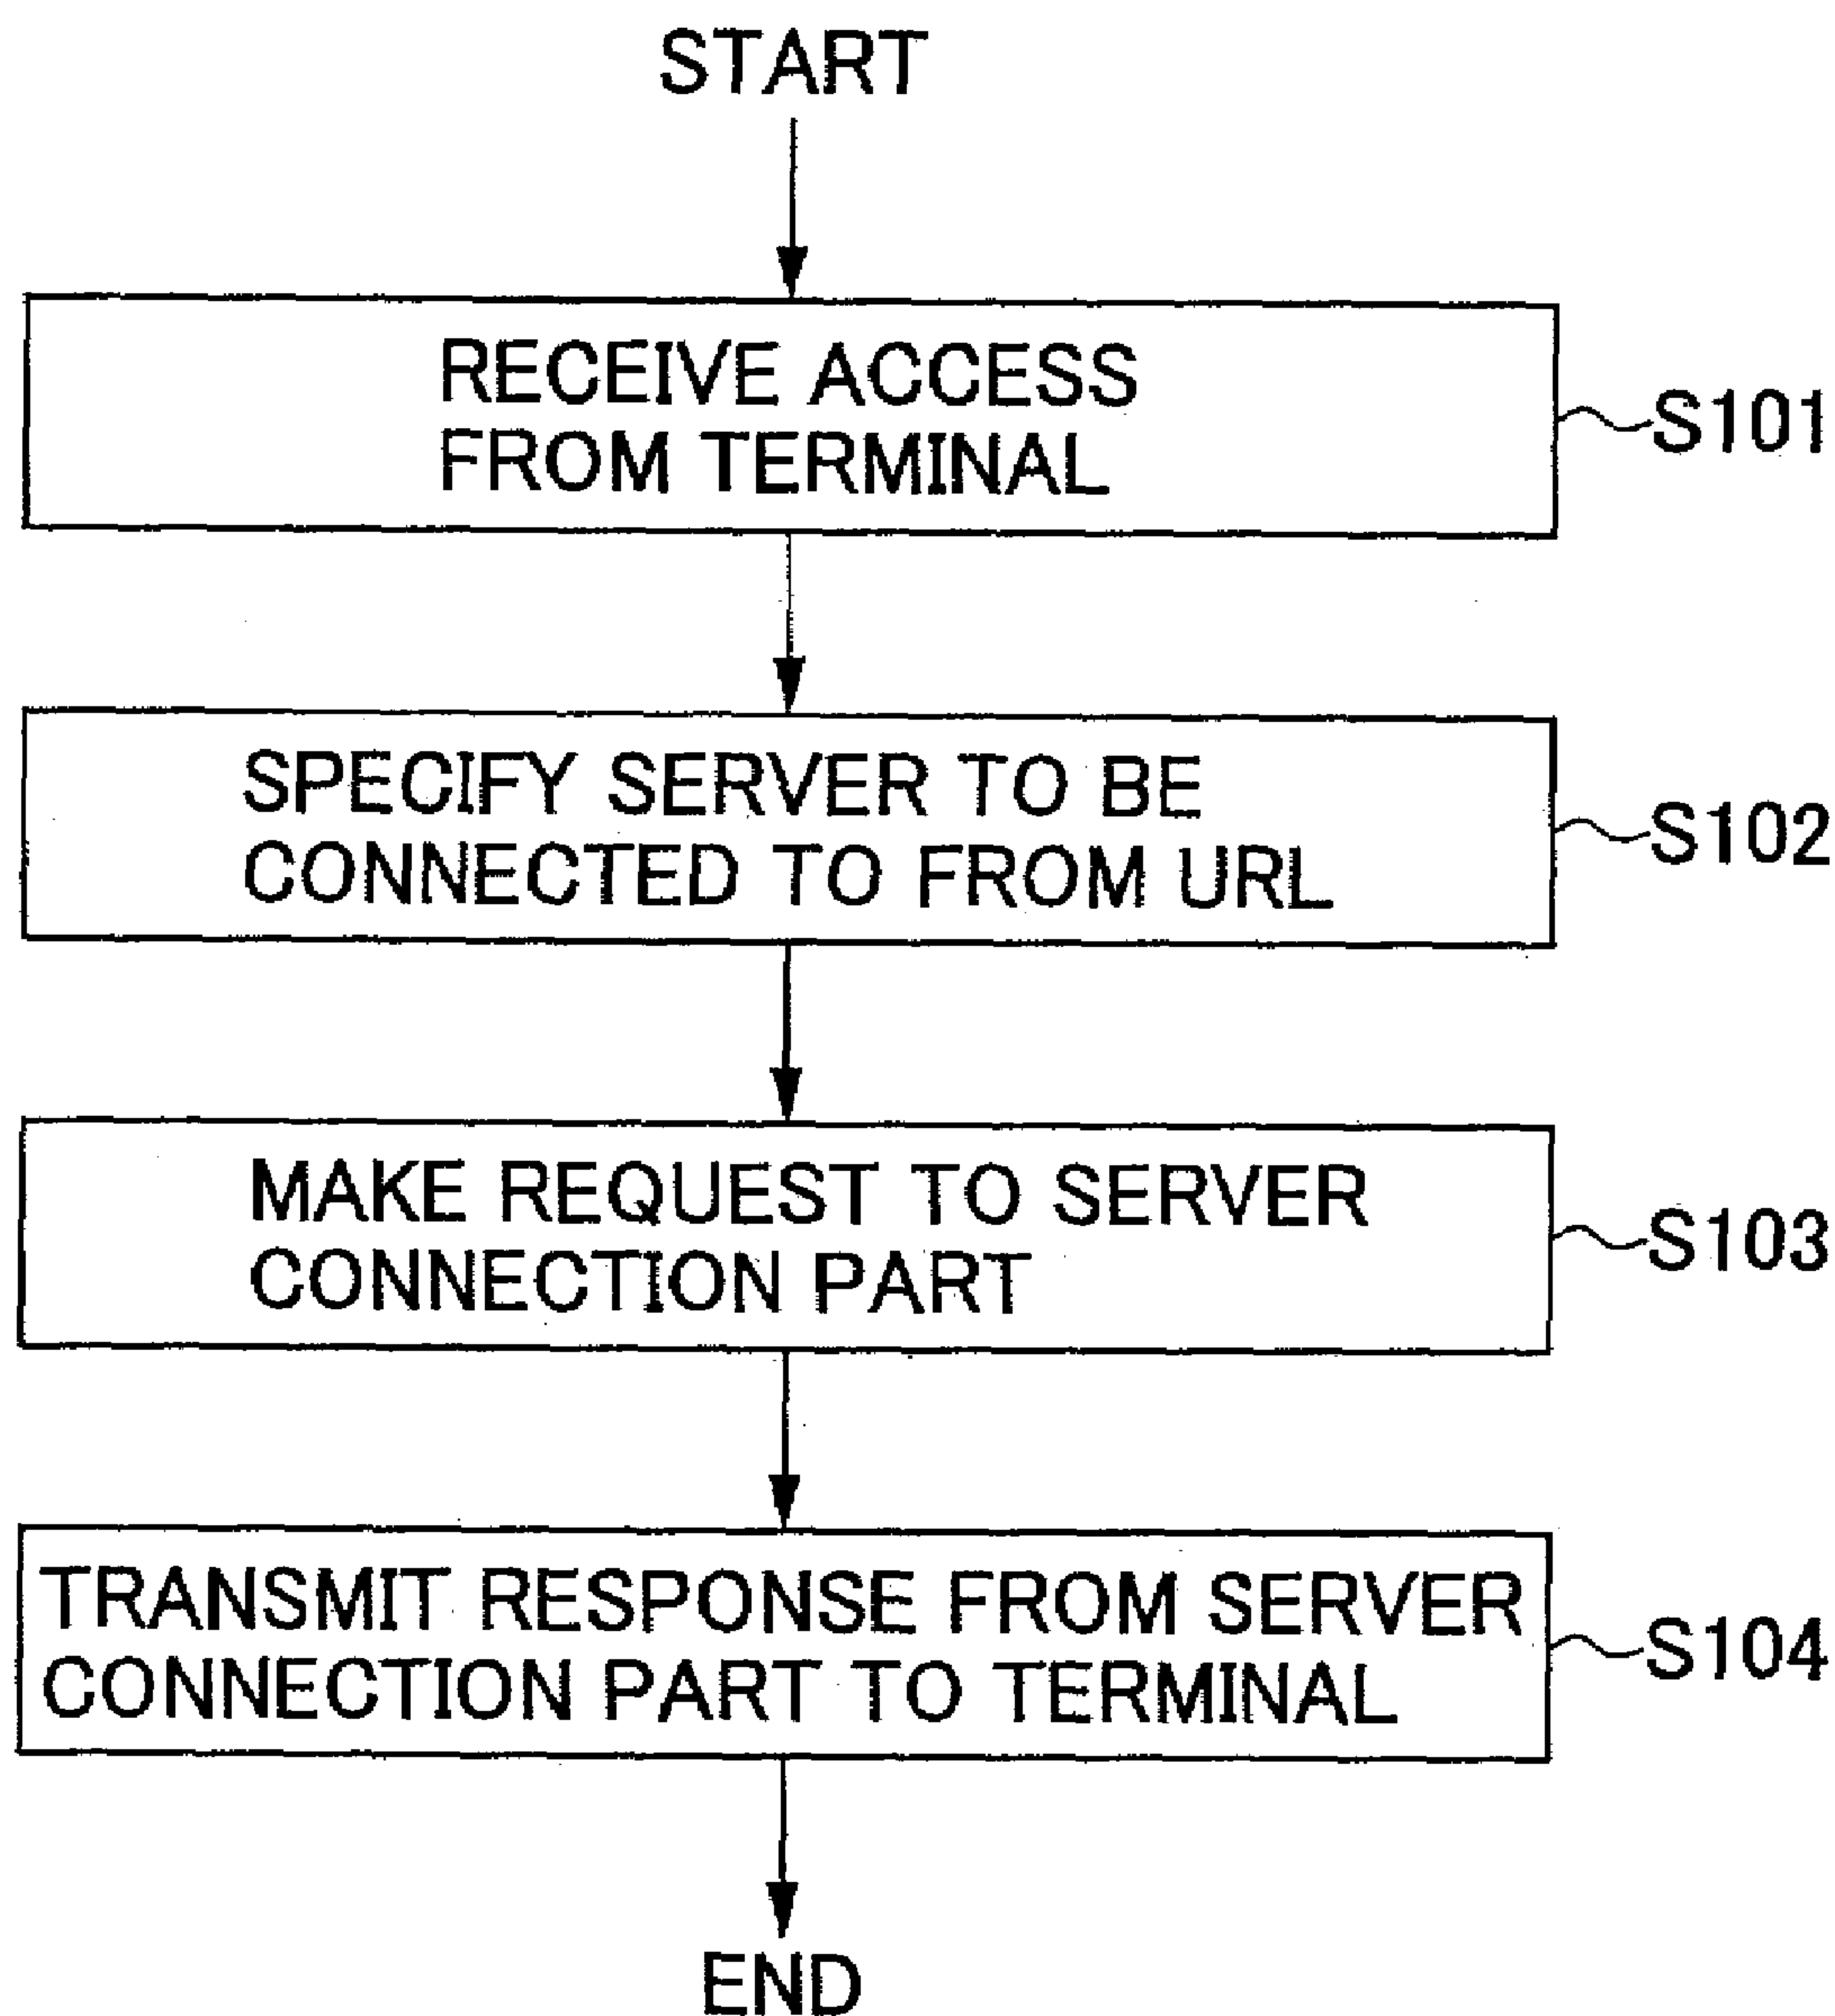 START
RECEIVE ACCESS
FROM TERMINAL
S101
SPECIFY SERVER TO BE
CONNECTED TO FROM URL
S102
MAKE REQUEST TO SERVER
CONNECTION PART
S103
TRANSMIT RESPONSE FROM SERVER
CONNECTION PART TO TERMINAL
S104
END